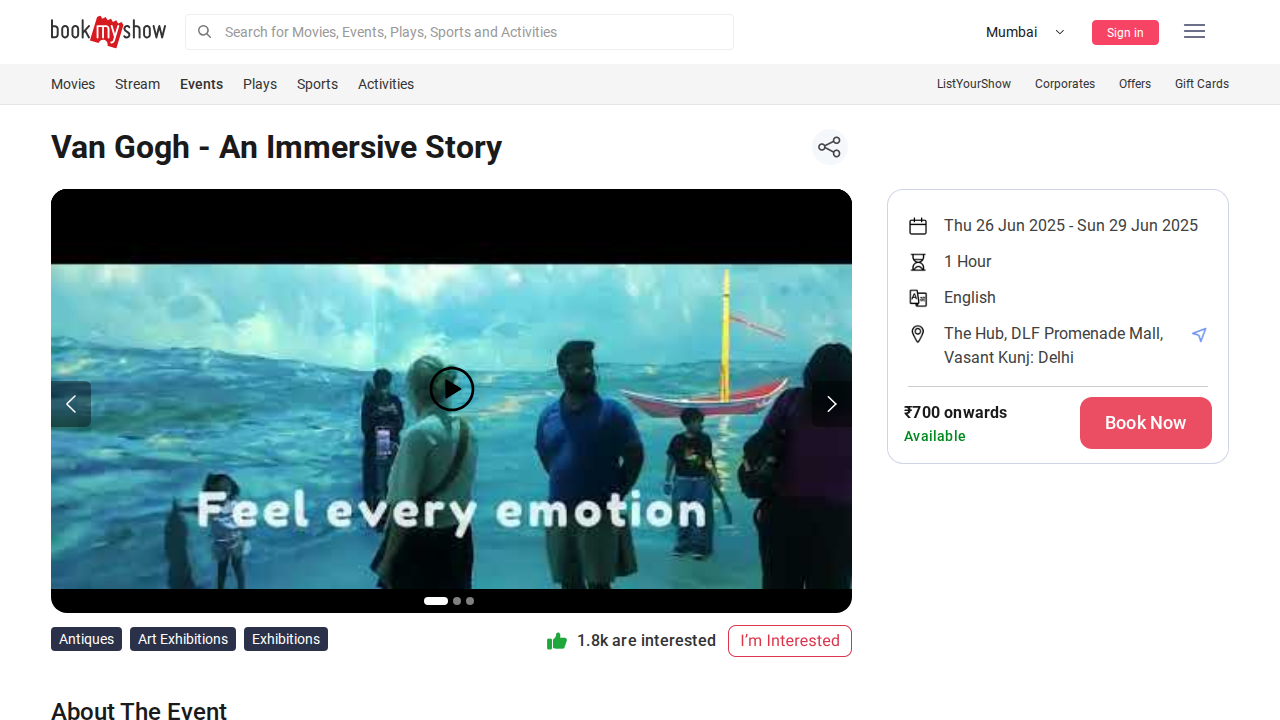 bookmyshow
Search for Movies, Events, Plays, Sports and Activities
Mumbai
Sign in
Movies
Stream
Events
Plays
Sports
Activities
ListYourShow
Corporates
Offers
Gift Cards
Van Gogh - An Immersive Story
Feel every emotion
Thu 26 Jun 2025 - Sun 29 Jun 2025
1 Hour
English
The Hub, DLF Promenade Mall,
Vasant Kunj: Delhi
₹700 onwards
Available
Book Now
Antiques
Art Exhibitions
Exhibitions
1.8k are interested
I'm Interested
About The Event